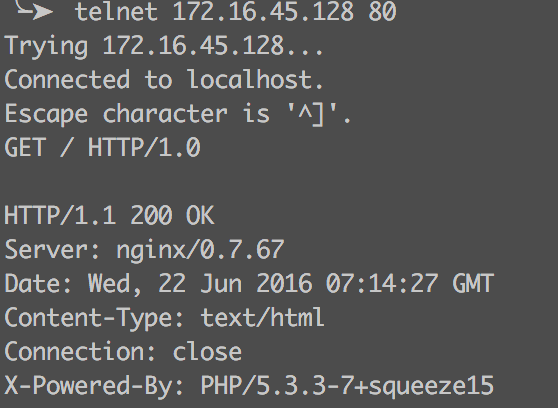 telnet 172.16.45.128 80
Trying 172.16.45.128...
Connected to localhost.
Escape character is '^]'.
GET / HTTP/1.0
HTTP/1.1 200 OK
Server: nginx/0.7.67
Date: Wed, 22 Jun 2016 07:14:27 GMT
Content-Type: text/html
Connection: close
X-Powered-By: PHP/5.3.3-7+squeeze15